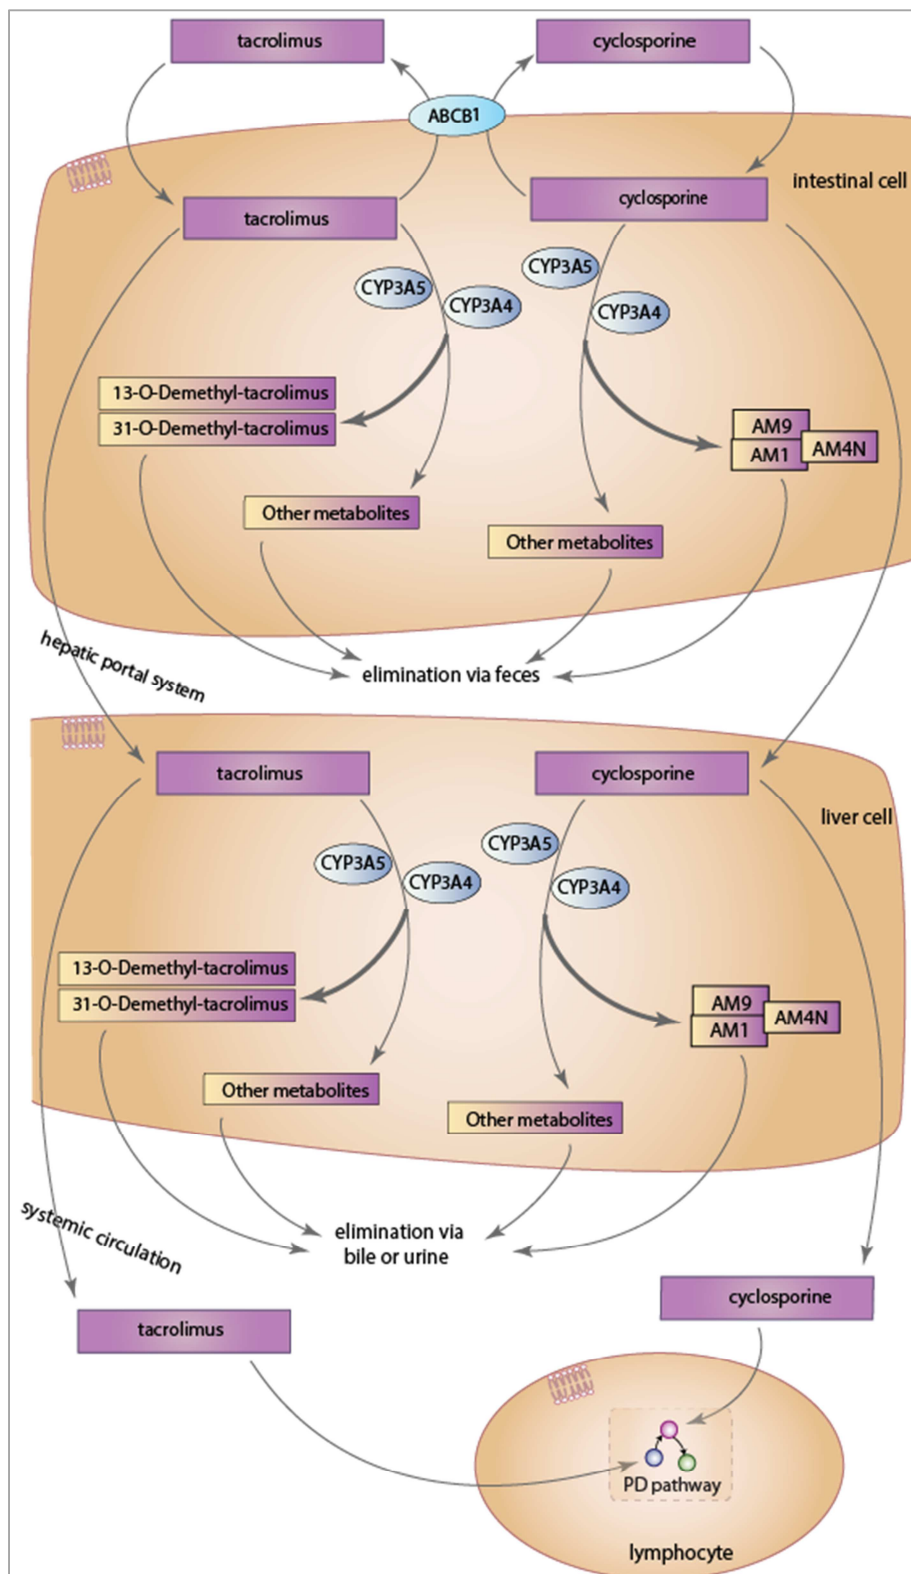 tacrolimus
cyclosporine
ABCB1
intestinal cell
tacrolimus
cyclosporine
CYP3A5
CYP3A4
CYP3A5
CYP3A4
13-O-Demethyl-tacrolimus
31-O-Demethyl-tacrolimus
AM9
AM1
AM4N
Other metabolites
Other metabolites
hepatic portal system
elimination via feces
tacrolimus
cyclosporine
liver cell
CYP3A5
CYP3A4
CYP3A5
CYP3A4
13-O-Demethyl-tacrolimus
31-O-Demethyl-tacrolimus
AM9
AM1
AM4N
Other metabolites
Other metabolites
systemic circulation
elimination via
bile or urine
cyclosporine
tacrolimus
PD pathway
lymphocyte